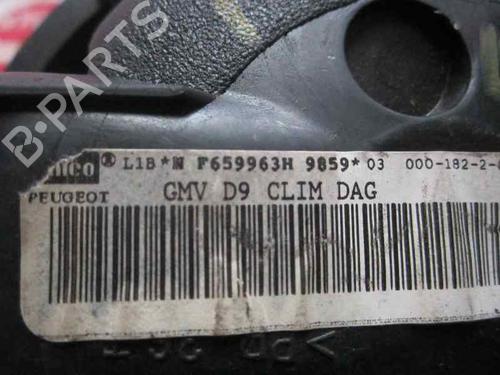 B-PARTS
® L1B*N F659963H 9859* 03 000-182-2-
PEUGEOT GMV D9 CLIM DAG